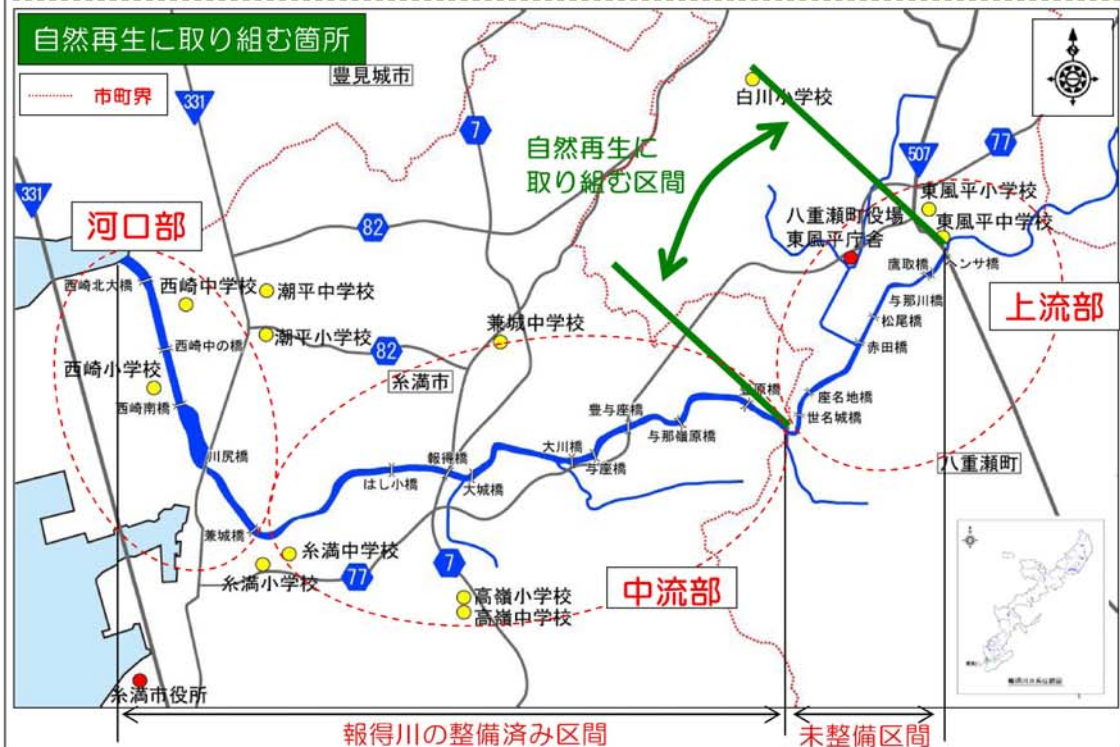 自然再生に取り組む箇所
市町界
豊見城市
331
331
7
82
82
77
7
507
77
白川小学校
自然再生に
取り組む区間
八重瀬町役場
東風平庁舎
東風平小学校
東風平中学校
ヘンサ橋
鷹取橋
与那川橋
松尾橋
赤田橋
座名地橋
世名城橋
上流部
八重瀬町
河口部
西崎北大橋
西崎中学校
潮平中学校
西崎中の橋
潮平小学校
西崎小学校
西崎南橋
川尻橋
兼城橋
糸満中学校
糸満小学校
糸満市役所
兼城中学校
糸満市
豊与座橋
与那嶺原橋
大川橋
与座橋
報得橋
大城橋
はし小橋
高嶺小学校
高嶺中学校
中流部
報得川の整備済み区間
未整備区間